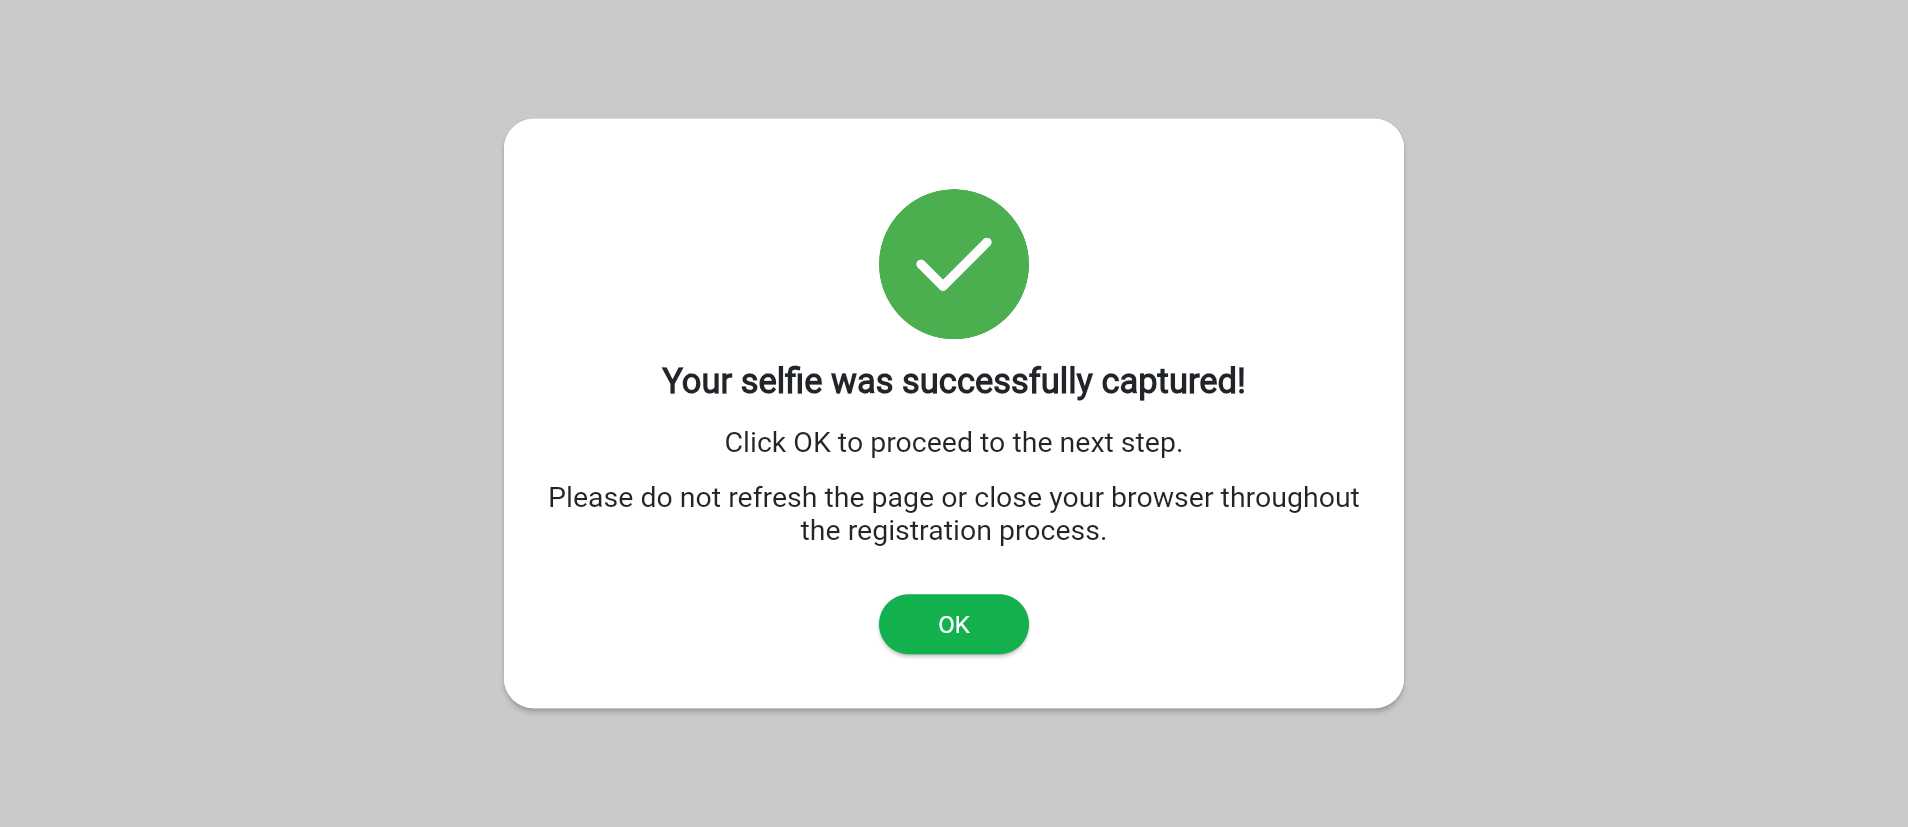 Your selfie was successfully captured!
Click OK to proceed to the next step.
Please do not refresh the page or close your browser throughout
the registration process.
OK